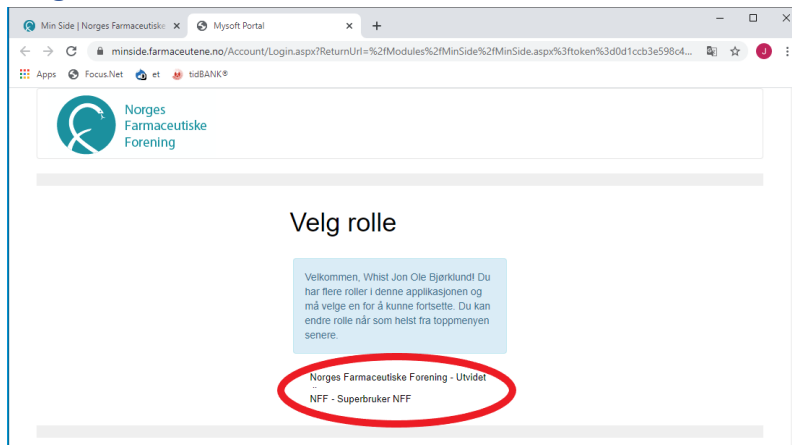 Min Side | Norges Farmaceutiske
Mysoft Portal
minside.farmaceutene.no/Account/Login.aspx?ReturnUrl=%2fModules%2fMinSide%2fMinSide.aspx%3ftoken%3d0d1ccb3e598c4...
J
Apps
Focus.Net
et
tidBANK®
Norges
Farmaceutiske
Forening
Velg rolle
Velkommen, Whist Jon Ole Bjørklund! Du
har flere roller i denne applikasjonen og
må velge en for å kunne fortsette. Du kan
endre rolle når som helst fra toppmenyen
senere.
Norges Farmaceutiske Forening - Utvidet
NFF - Superbruker NFF